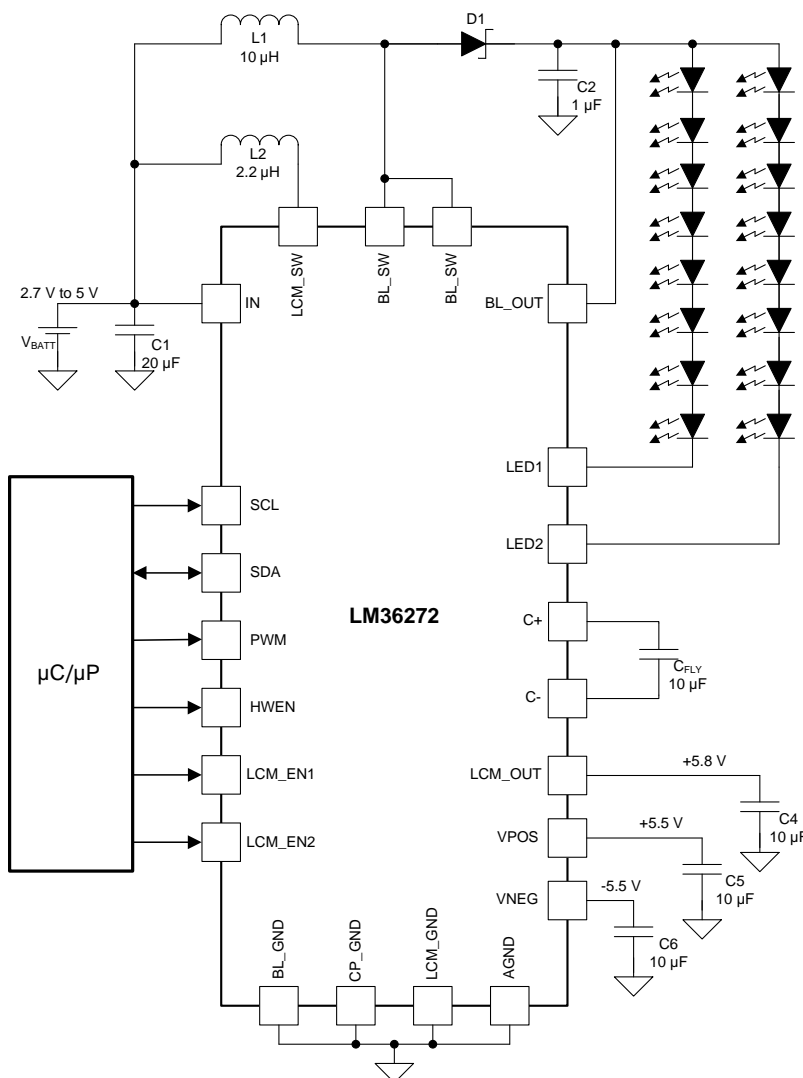 D1
L1
10 µH
C2
1 µF
L2
2.2 µH
LCM_SW
BL_SW
BL_SW
2.7 V to 5 V
IN
BL_OUT
VBATT
C1
20 µF
LED1
SCL
LED2
SDA
LM36272
C+
PWM
µC/µP
CFLY
10 µF
HWEN
C-
LCM_EN1
LCM_OUT
+5.8 V
C4
10 µF
LCM_EN2
VPOS
+5.5 V
C5
10 µF
VNEG
-5.5 V
C6
10 µF
BL_GND
CP_GND
LCM_GND
AGND